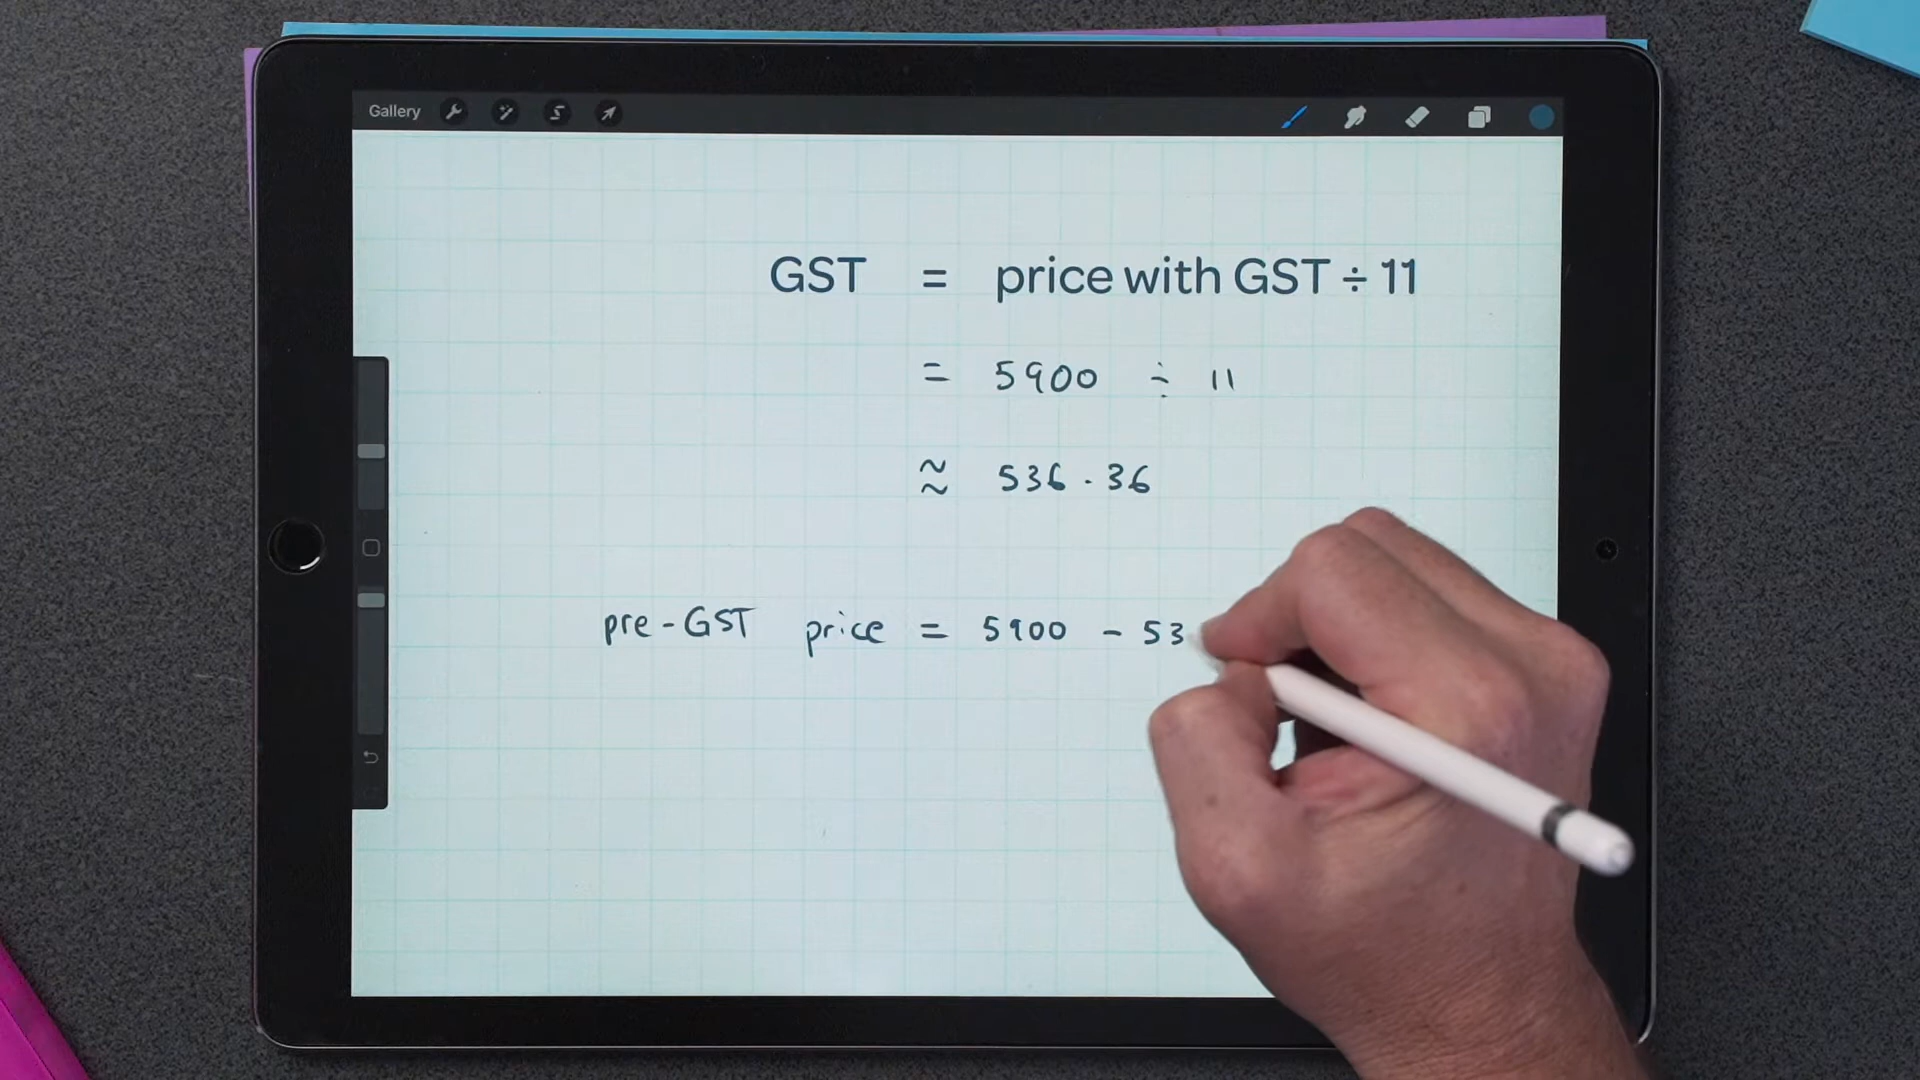 Gallery
GST = price with GST ÷ 11
= 5900 ÷ 11
≈ 536.36
pre-GST price = 5900 - 53